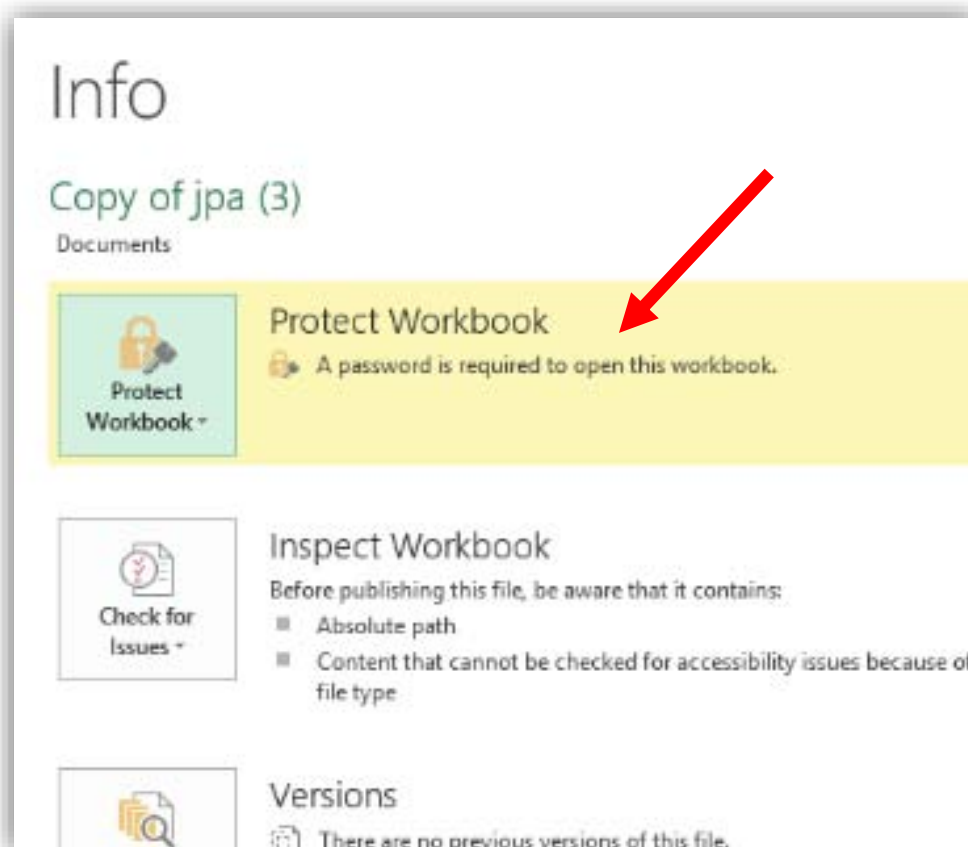 Info
Copy of jpa (3)
Documents
Protect Workbook
A password is required to open this workbook.
Protect
Workbook
Inspect Workbook
Before publishing this file, be aware that it contains:
Check for
Issues
Absolute path
Content that cannot be checked for accessibility issues because of
file type
Versions
There are no previous versions of this file.